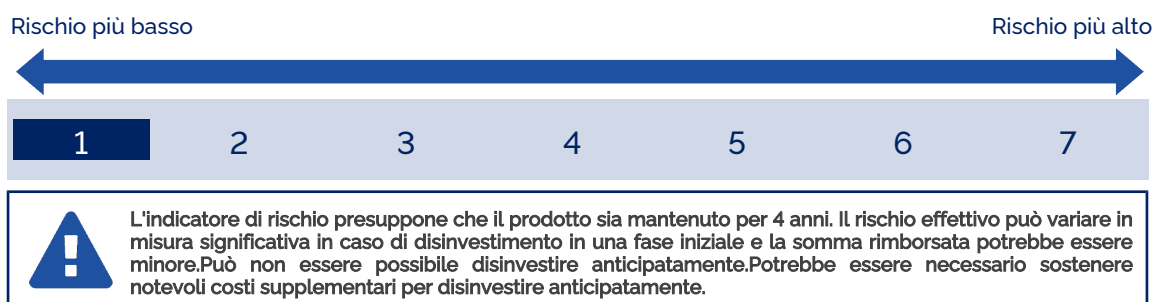 Rischio più basso Rischio più alto
1 2 3 4 5 6 7
L'indicatore di rischio presuppone che il prodotto sia mantenuto per 4 anni. Il rischio effettivo può variare in
misura significativa in caso di disinvestimento in una fase iniziale e la somma rimborsata potrebbe essere
minore.Può non essere possibile disinvestire anticipatamente.Potrebbe essere necessario sostenere
notevoli costi supplementari per disinvestire anticipatamente.